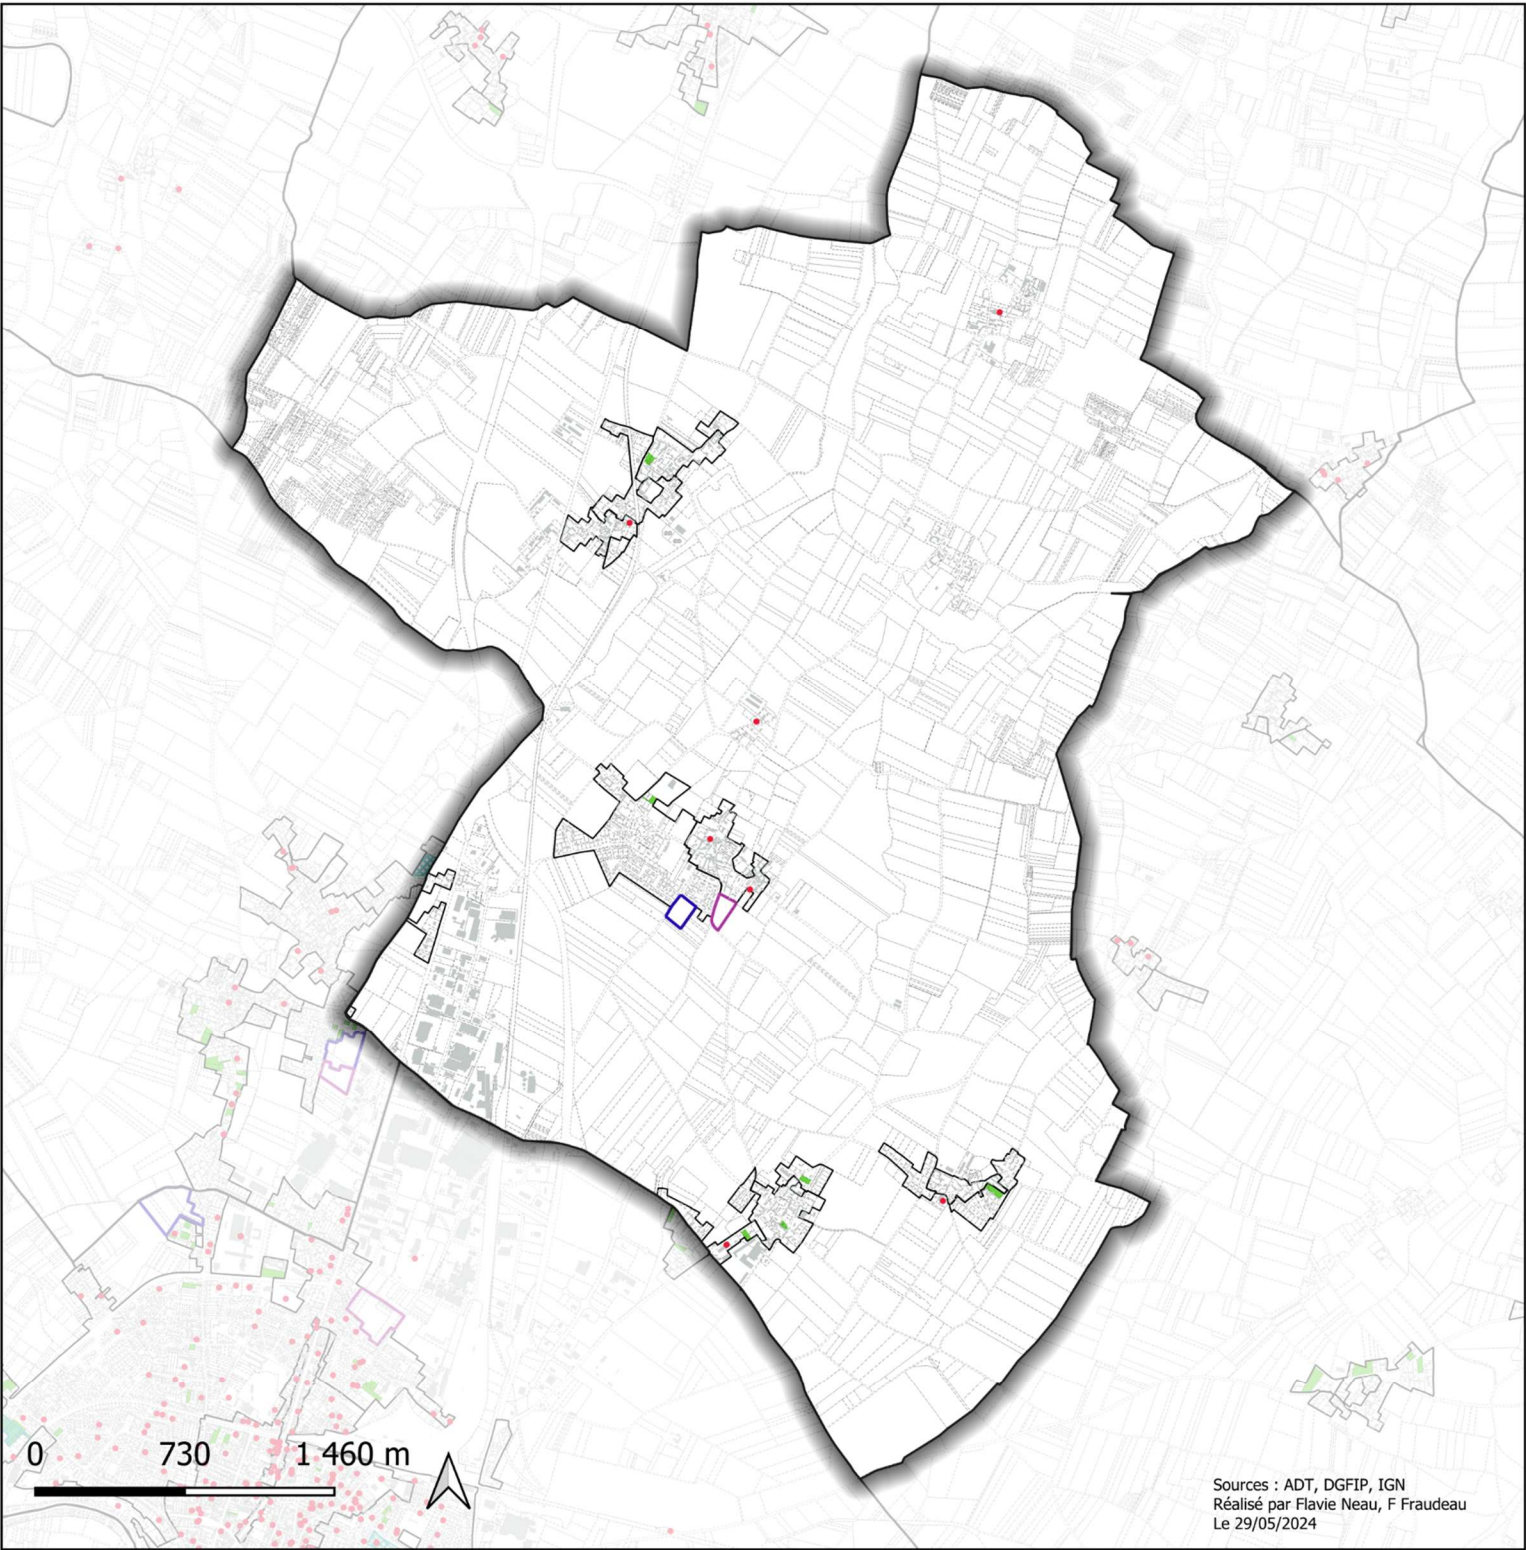 0 730 1 460 m
Sources : ADT, DGFIP, IGN
Réalisé par Flavie Neau, F Fraudeau
Le 29/05/2024